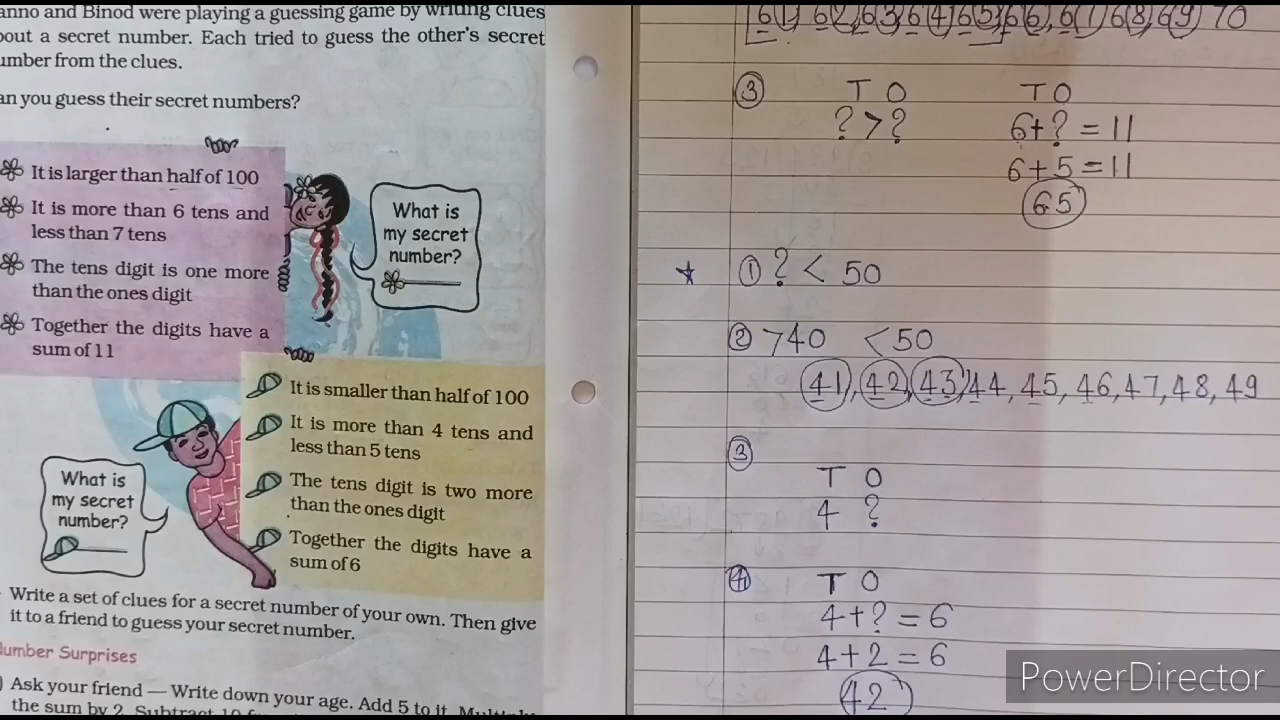 anno and Binod were playing a guessing game by writing clues
bout a secret number. Each tried to guess the other's secret
umber from the clues.
an you guess their secret numbers?
It is larger than half of 100
It is more than 6 tens and
less than 7 tens
The tens digit is one more
than the ones digit
Together the digits have a
sum of 11
What is
my secret
number?
It is smaller than half of 100
It is more than 4 tens and
less than 5 tens
The tens digit is two more
than the ones digit
Together the digits have a
sum of 6
What is
my secret
number?
Write a set of clues for a secret number of your own. Then give
it to a friend to guess your secret number.
umber Surprises
) Ask your friend — Write down your age. Add 5 to it. Multiply
the sum by 2. Subtract 10
61, 62, 63, 64, 65, 66, 67, 68, 69, 70
③ T O T O
? > ? 6+? = 11
6+5=11
65
① ? < 50
② >40 <50
41, 42, 43, 44, 45, 46, 47, 48, 49
③
T O
4 ?
④ T O
4+? = 6
4+2 = 6
42
PowerDirector